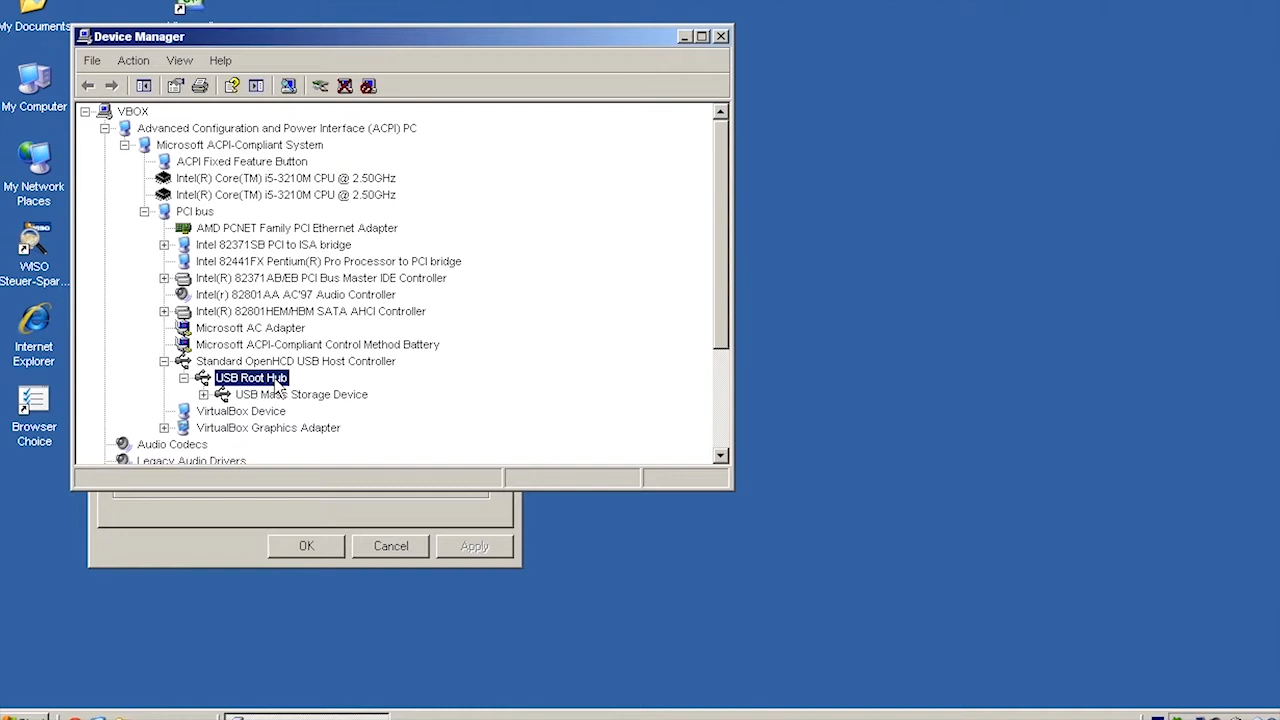 My Documents
Device Manager
File Action View Help
My Computer
My Network
Places
WISO
Steuer-Spar...
Internet
Explorer
Browser
Choice
VBOX
Advanced Configuration and Power Interface (ACPI) PC
Microsoft ACPI-Compliant System
ACPI Fixed Feature Button
Intel(R) Core(TM) i5-3210M CPU @ 2.50GHz
Intel(R) Core(TM) i5-3210M CPU @ 2.50GHz
PCI bus
AMD PCNET Family PCI Ethernet Adapter
Intel 82371SB PCI to ISA bridge
Intel 82441FX Pentium(R) Pro Processor to PCI bridge
Intel(R) 82371AB/EB PCI Bus Master IDE Controller
Intel(r) 82801AA AC'97 Audio Controller
Intel(R) 82801HEM/HBM SATA AHCI Controller
Microsoft AC Adapter
Microsoft ACPI-Compliant Control Method Battery
Standard OpenHCD USB Host Controller
USB Root Hub
USB Mass Storage Device
VirtualBox Device
VirtualBox Graphics Adapter
Audio Codecs
Legacy Audio Drivers
OK Cancel Apply